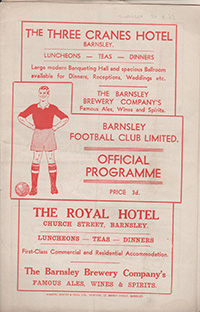 THE THREE CRANES HOTEL
BARNSLEY.
LUNCHEONS — TEAS — DINNERS
Large modern Banqueting Hall and spacious Ballroom
available for Dinners, Receptions, Weddings etc.
THE BARNSLEY
BREWERY COMPANY'S
Famous Ales, Wines and Spirits.
BARNSLEY
FOOTBALL CLUB LIMITED.
OFFICIAL
PROGRAMME
PRICE 3d.
THE ROYAL HOTEL
CHURCH STREET, BARNSLEY.
LUNCHEONS — TEAS — DINNERS
First-Class Commercial and Residential Accommodation.
The Barnsley Brewery Company's
FAMOUS ALES, WINES & SPIRITS.